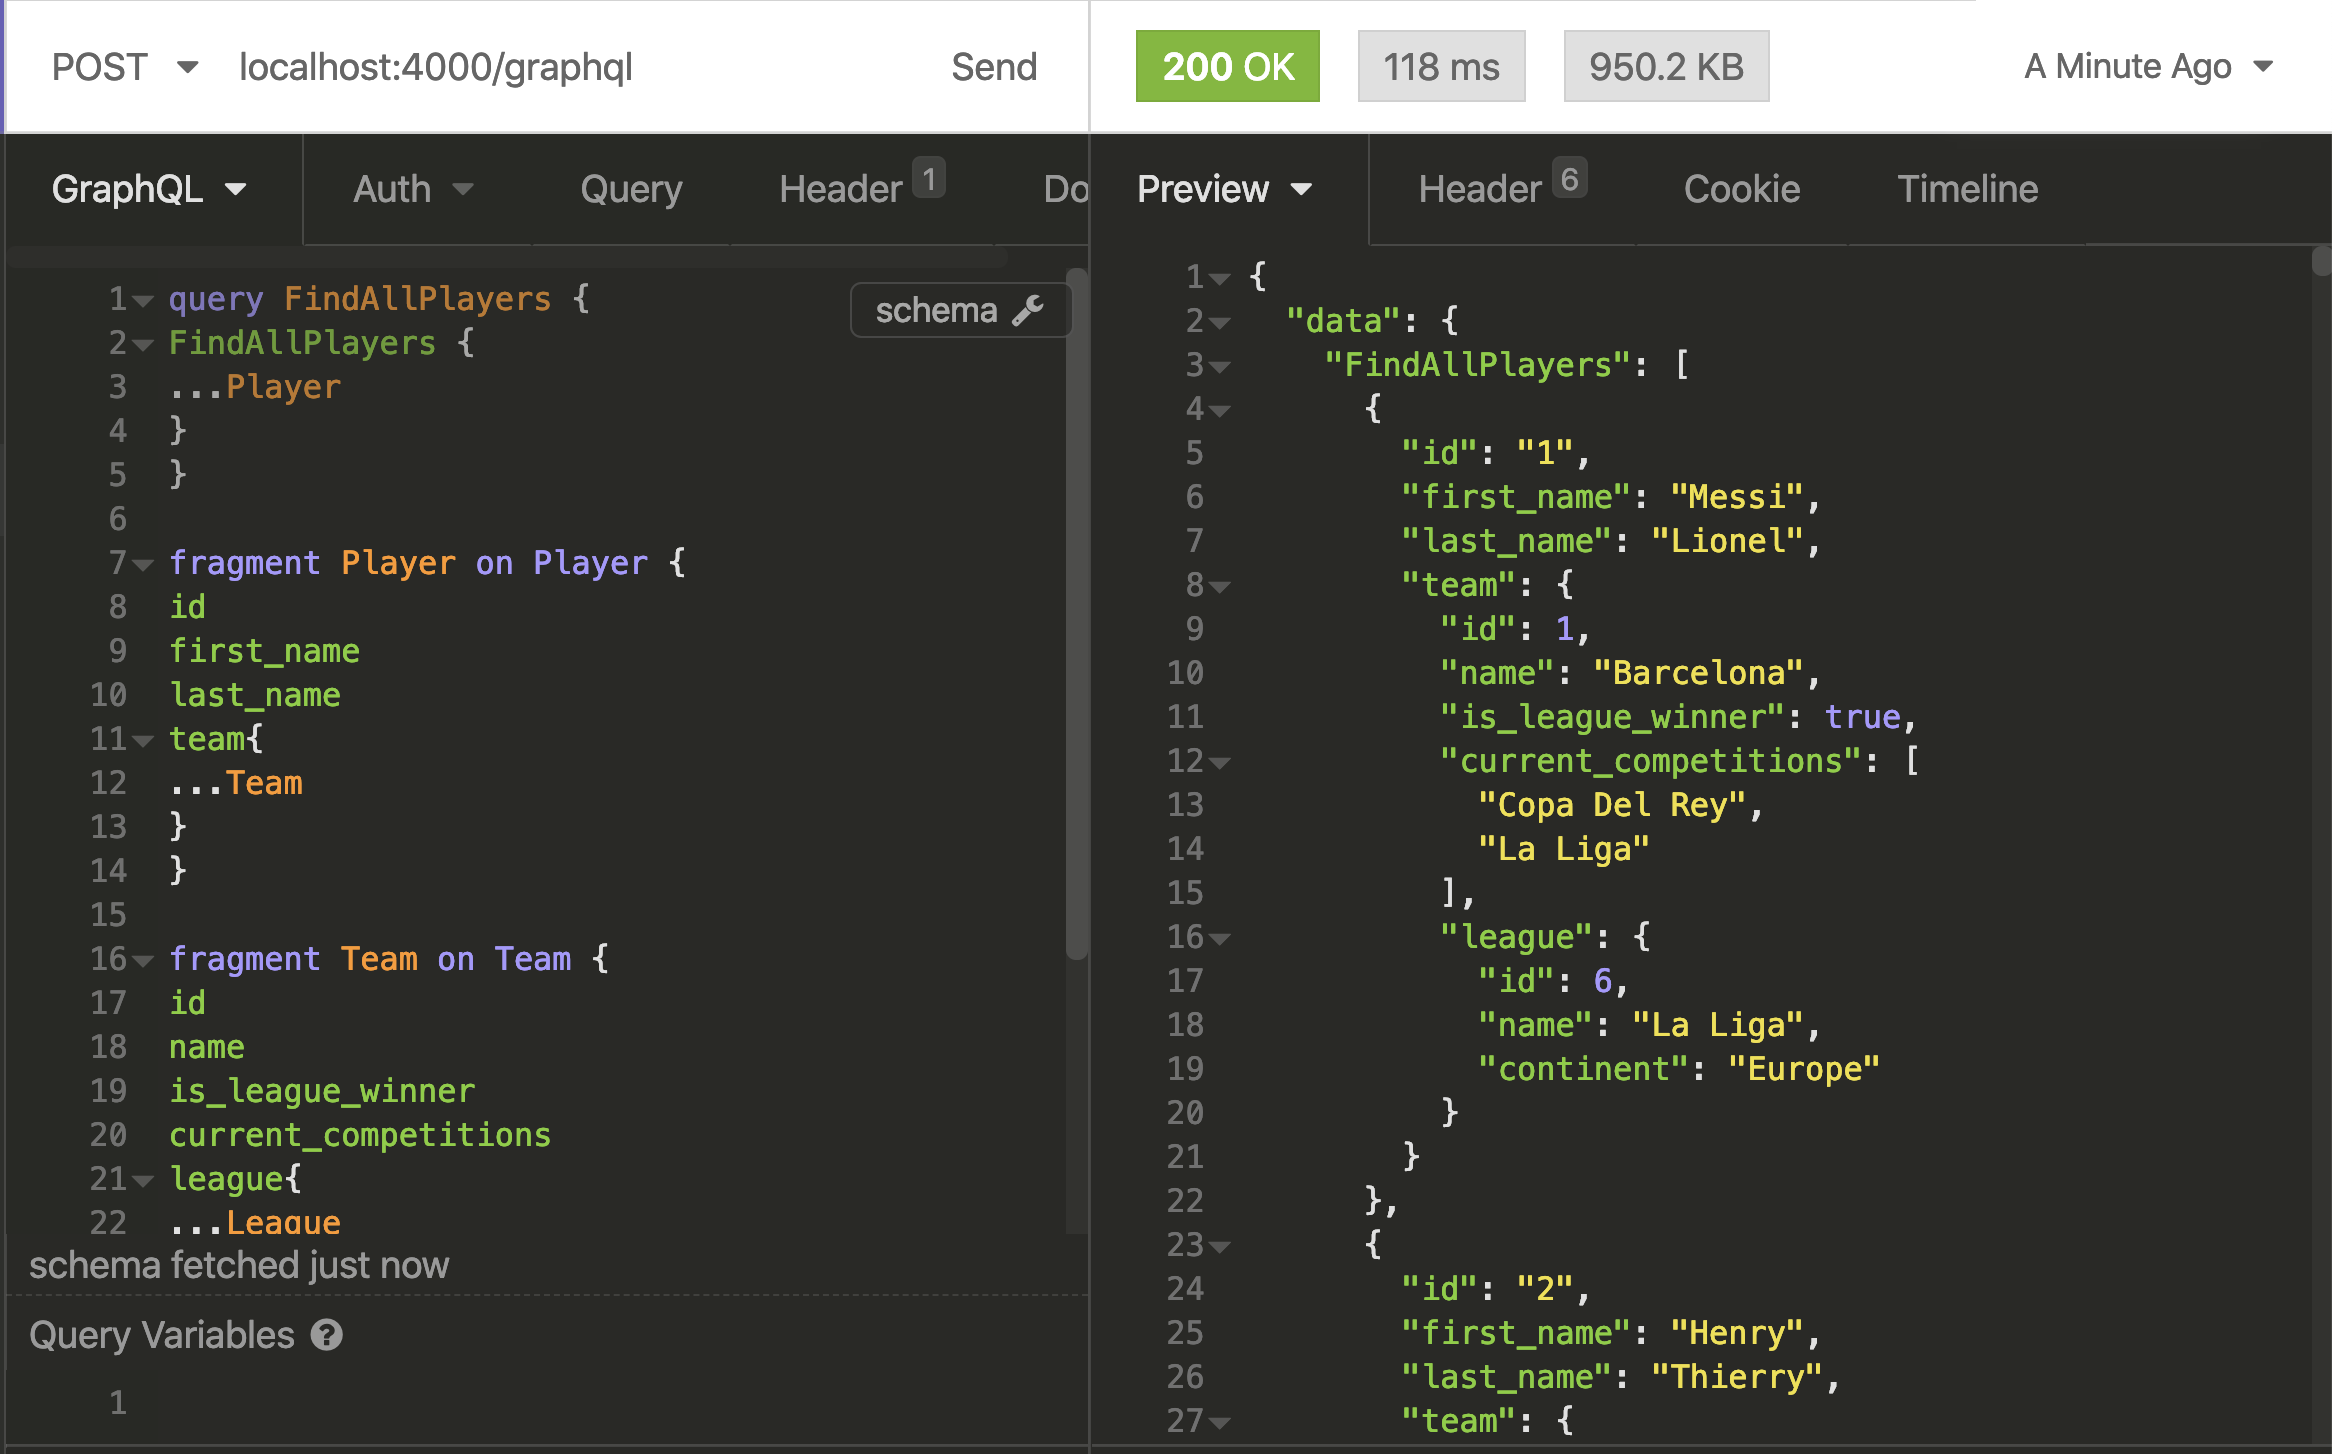 POST localhost:4000/graphql Send
200 OK 118 ms 950.2 KB A Minute Ago
GraphQL Auth Query Header 1 Do
Preview Header 6 Cookie Timeline
schema
1 query FindAllPlayers {
2 FindAllPlayers {
3 ...Player
4 }
5 }
6
7 fragment Player on Player {
8 id
9 first_name
10 last_name
11 team{
12 ...Team
13 }
14 }
15
16 fragment Team on Team {
17 id
18 name
19 is_league_winner
20 current_competitions
21 league{
22 ...League
schema fetched just now
Query Variables ?
1
1 {
2 "data": {
3 "FindAllPlayers": [
4 {
5 "id": "1",
6 "first_name": "Messi",
7 "last_name": "Lionel",
8 "team": {
9 "id": 1,
10 "name": "Barcelona",
11 "is_league_winner": true,
12 "current_competitions": [
13 "Copa Del Rey",
14 "La Liga"
15 ],
16 "league": {
17 "id": 6,
18 "name": "La Liga",
19 "continent": "Europe"
20 }
21 }
22 },
23 {
24 "id": "2",
25 "first_name": "Henry",
26 "last_name": "Thierry",
27 "team": {